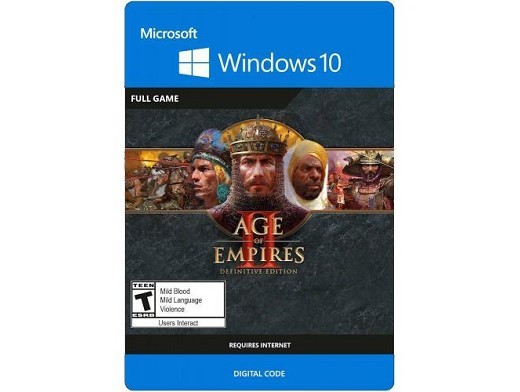 Microsoft
Windows 10
FULL GAME
AGE
OF
II
EMPIRES
DEFINITIVE EDITION
TEEN
T
ESRB
Mild Blood
Mild Language
Violence
Users Interact
REQUIRES INTERNET
DIGITAL CODE